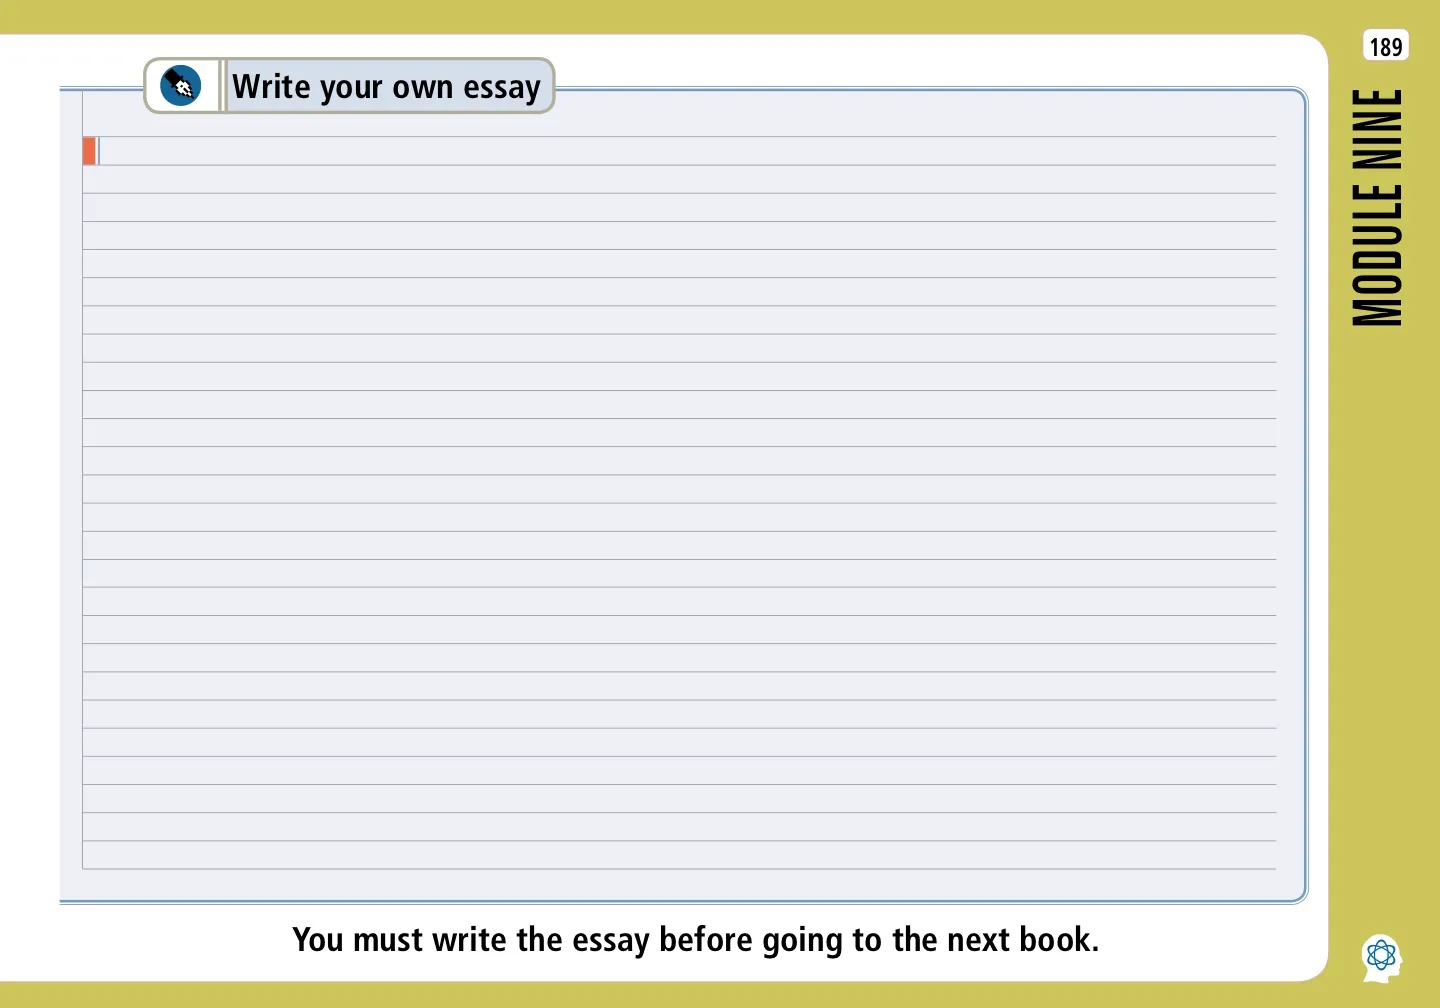 189
MODULE NINE
Write your own essay
You must write the essay before going to the next book.